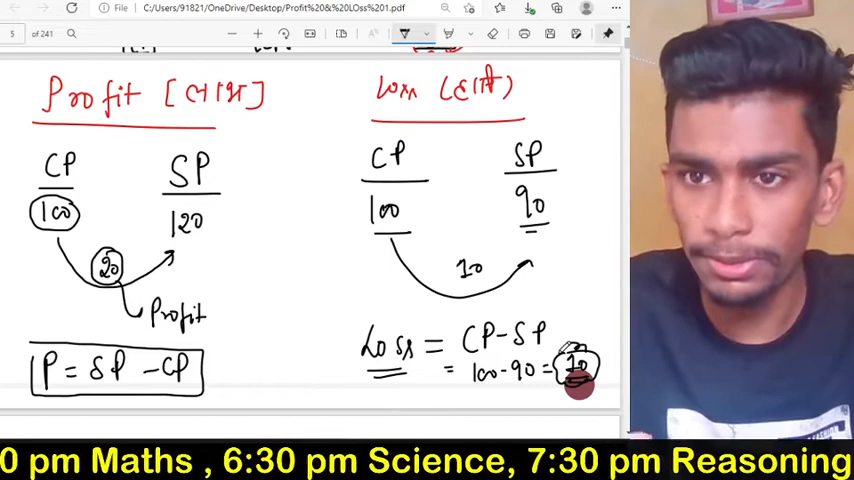 C:/Users/91821/OneDrive/Desktop/Profit%20&%20LOss%201.pdf
5 of 241
Profit [लाभ]
CP SP
100 120
20
Profit
P = SP - CP
Loss (हानि)
CP SP
100 90
10
Loss = CP-SP
= 100-90 = 10
0 pm Maths , 6:30 pm Science, 7:30 pm Reasoning